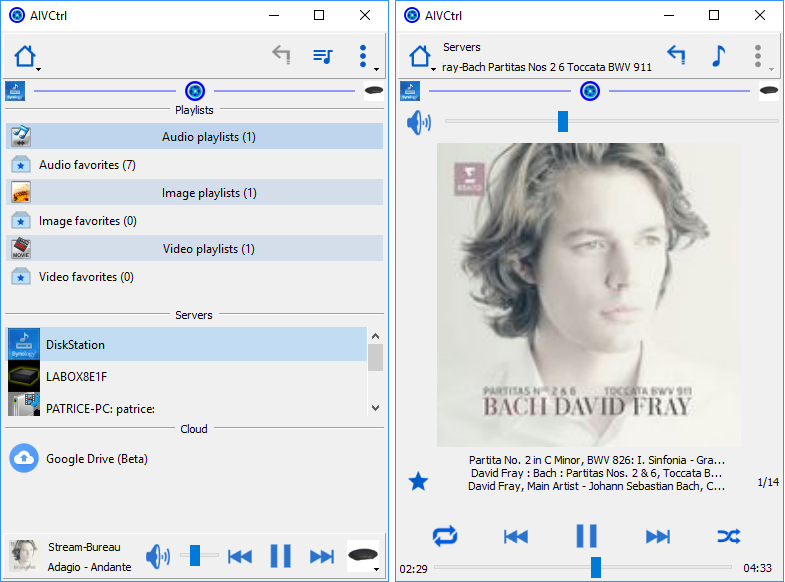 AIVCtrl
Playlists
Audio playlists (1)
Audio favorites (7)
Image playlists (1)
Image favorites (0)
MOVIE
Video playlists (1)
Video favorites (0)
Servers
Synology
DiskStation
LABOX8E1F
PATRICE-PC: patrice:
Cloud
Google Drive (Beta)
Stream-Bureau
Adagio - Andante
AIVCtrl
Servers
ray-Bach Partitas Nos 2 6 Toccata BWV 911
ERATO
PARTITAS Nos 2 & 6 TOCCATA BWV 911
BACH DAVID FRAY
Partita No. 2 in C Minor, BWV 826: I. Sinfonia - Gra...
David Fray : Bach : Partitas Nos. 2 & 6, Toccata B...
David Fray, Main Artist - Johann Sebastian Bach, C...
1/14
02:29
04:33